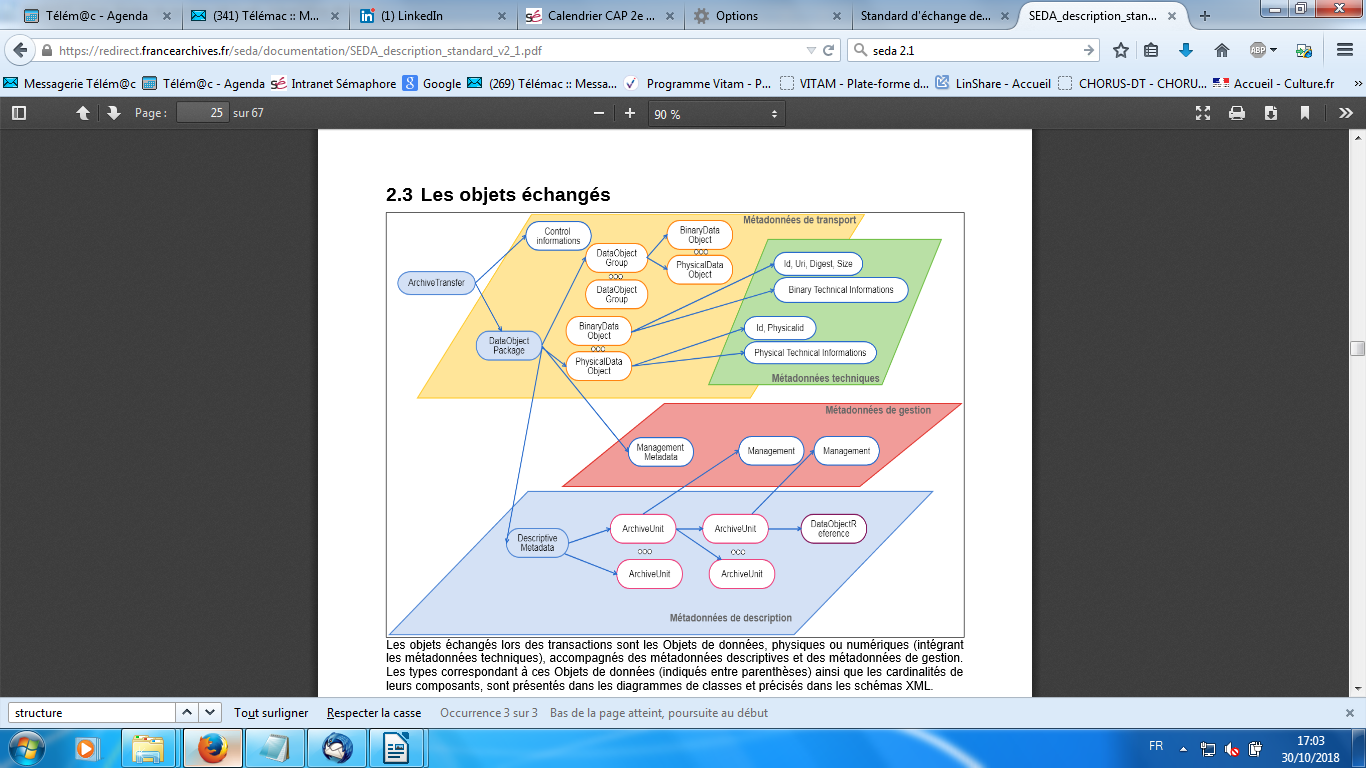 Télém@c - Agenda
(341) Télémac :: M...
(1) LinkedIn
Calendrier CAP 2e ...
Options
Standard d'échange de...
SEDA_description_stan...
https://redirect.francearchives.fr/seda/documentation/SEDA_description_standard_v2_1.pdf
seda 2.1
ABP
Messagerie Télém@c
Télém@c - Agenda
Intranet Sémaphore
Google
(269) Télémac :: Messa...
Programme Vitam - P...
VITAM - Plate-forme d...
LinShare - Accueil
CHORUS-DT - CHORU...
Accueil - Culture.fr
Page :
25
sur 67
90 %
2.3 Les objets échangés
Métadonnées de transport
Control
informations
BinaryData
Object
DataObject
Group
PhysicalData
Object
Id, Uri, Digest, Size
ArchiveTransfer
DataObject
Group
Binary Technical Informations
BinaryData
Object
Id, Physicalid
DataObject
Package
PhysicalData
Object
Physical Technical Informations
Métadonnées techniques
Métadonnées de gestion
Management
Metadata
Management
Management
Descriptive
Metadata
ArchiveUnit
ArchiveUnit
DataObjectR
eference
ArchiveUnit
ArchiveUnit
Métadonnées de description
Les objets échangés lors des transactions sont les Objets de données, physiques ou numériques (intégrant
les métadonnées techniques), accompagnés des métadonnées descriptives et des métadonnées de gestion.
Les types correspondant à ces Objets de données (indiqués entre parenthèses) ainsi que les cardinalités de
leurs composants, sont présentés dans les diagrammes de classes et précisés dans les schémas XML.
structure
Tout surligner
Respecter la casse
Occurrence 3 sur 3
Bas de la page atteint, poursuite au début
FR
17:03
30/10/2018